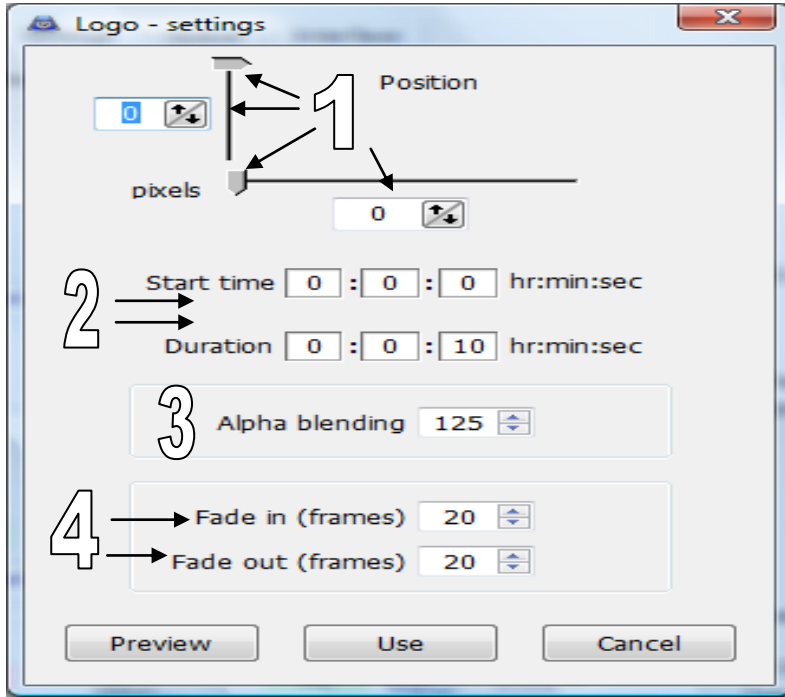 Logo - settings
1
Position
0
pixels
0
2
Start time 0 : 0 : 0 hr:min:sec
Duration 0 : 0 : 10 hr:min:sec
3
Alpha blending 125
4
Fade in (frames) 20
Fade out (frames) 20
Preview Use Cancel